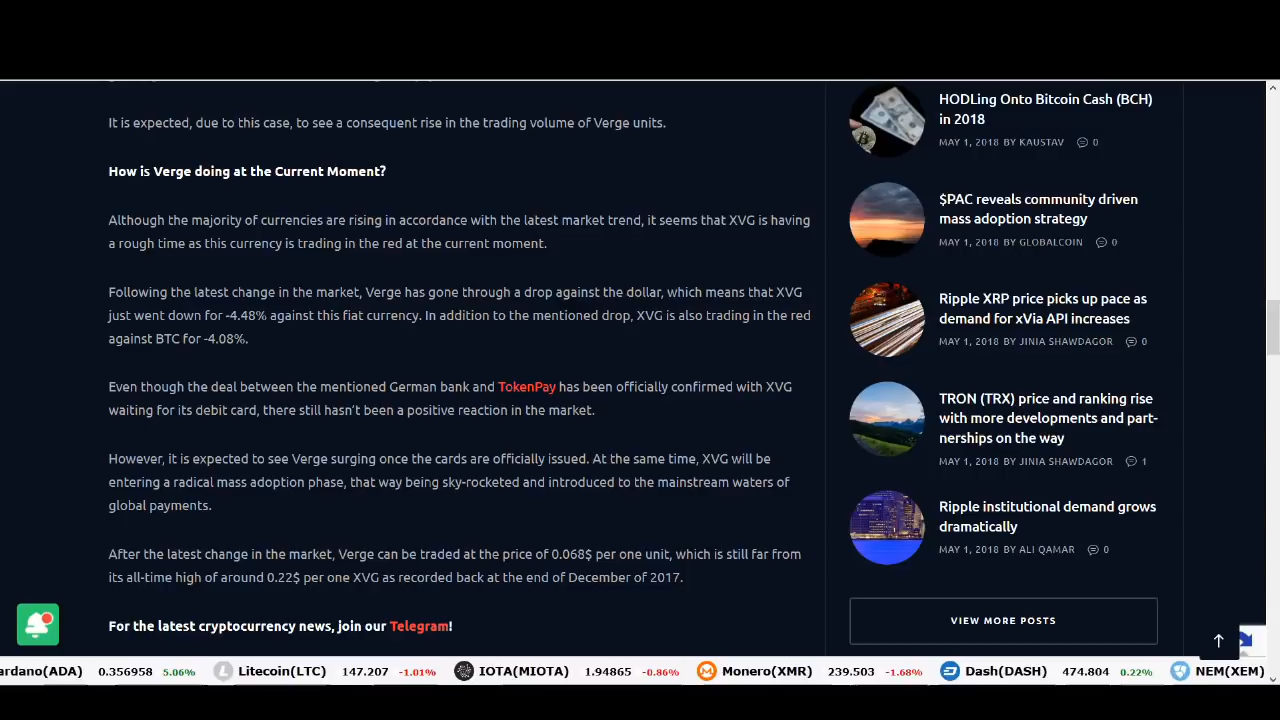 It is expected, due to this case, to see a consequent rise in the trading volume of Verge units.
How is Verge doing at the Current Moment?
Although the majority of currencies are rising in accordance with the latest market trend, it seems that XVG is having
a rough time as this currency is trading in the red at the current moment.
Following the latest change in the market, Verge has gone through a drop against the dollar, which means that XVG
just went down for -4.48% against this fiat currency. In addition to the mentioned drop, XVG is also trading in the red
against BTC for -4.08%.
Even though the deal between the mentioned German bank and TokenPay has been officially confirmed with XVG
waiting for its debit card, there still hasn't been a positive reaction in the market.
However, it is expected to see Verge surging once the cards are officially issued. At the same time, XVG will be
entering a radical mass adoption phase, that way being sky-rocketed and introduced to the mainstream waters of
global payments.
After the latest change in the market, Verge can be traded at the price of 0.068$ per one unit, which is still far from
its all-time high of around 0.22$ per one XVG as recorded back at the end of December of 2017.
For the latest cryptocurrency news, join our Telegram!
HODLing Onto Bitcoin Cash (BCH)
in 2018
MAY 1, 2018 BY KAUSTAV 0
$PAC reveals community driven
mass adoption strategy
MAY 1, 2018 BY GLOBALCOIN 0
Ripple XRP price picks up pace as
demand for xVia API increases
MAY 1, 2018 BY JINIA SHAWDAGOR 0
TRON (TRX) price and ranking rise
with more developments and part-
nerships on the way
MAY 1, 2018 BY JINIA SHAWDAGOR 1
Ripple institutional demand grows
dramatically
MAY 1, 2018 BY ALI QAMAR 0
VIEW MORE POSTS
ardano(ADA) 0.356958 5.06% Litecoin(LTC) 147.207 -1.01% IOTA(MIOTA) 1.94865 -0.86% Monero(XMR) 239.503 -1.68% Dash(DASH) 474.804 0.22% NEM(XEM)